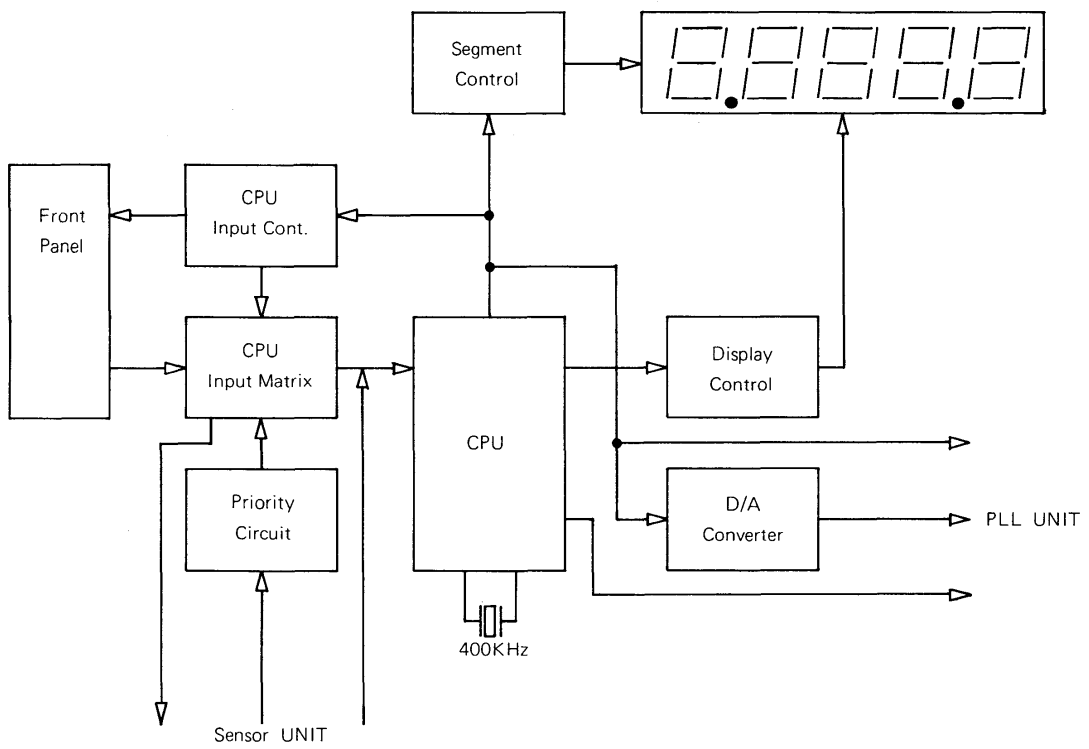 Segment
Control
Front
Panel
CPU
Input Cont.
CPU
Input Matrix
CPU
Display
Control
Priority
Circuit
D/A
Converter
PLL UNIT
400KHz
Sensor UNIT